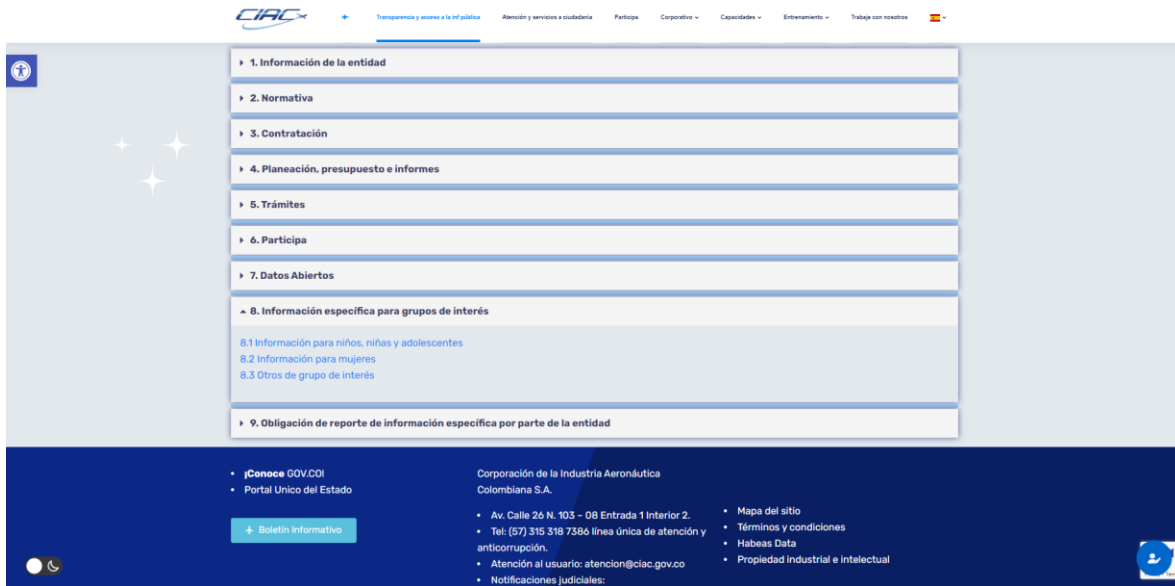 CIAC
Transparencia y acceso a la inf pública
Atención y servicios a ciudadanía
Participa
Corporativo
Capacidades
Entrenamiento
Trabaje con nosotros
1. Información de la entidad
2. Normativa
3. Contratación
4. Planeación, presupuesto e informes
5. Trámites
6. Participa
7. Datos Abiertos
8. Información específica para grupos de interés
8.1 Información para niños, niñas y adolescentes
8.2 Información para mujeres
8.3 Otros de grupo de interés
9. Obligación de reporte de información específica por parte de la entidad
• ¡Conoce GOV.CO!
• Portal Unico del Estado
Boletín Informativo
Corporación de la Industria Aeronáutica
Colombiana S.A.
• Av. Calle 26 N. 103 – 08 Entrada 1 Interior 2.
• Tel: (57) 315 318 7386 línea única de atención y
anticorrupción.
• Atención al usuario: atencion@ciac.gov.co
• Notificaciones judiciales:
• Mapa del sitio
• Términos y condiciones
• Habeas Data
• Propiedad industrial e intelectual